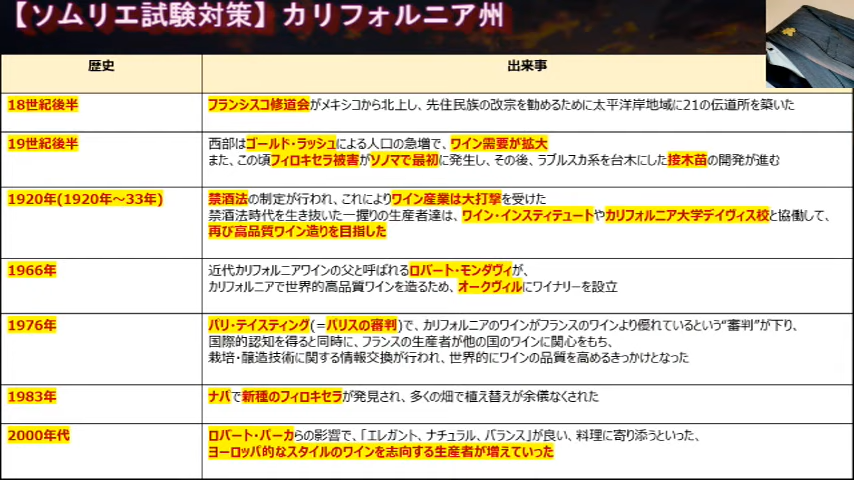 【ソムリエ試験対策】カリフォルニア州
歴史
出来事
18世紀後半
フランシスコ修道会がメキシコから北上し、先住民族の改宗を勧めるために太平洋岸地域に21の伝道所を築いた
19世紀後半
西部はゴールド・ラッシュによる人口の急増で、ワイン需要が拡大
また、この頃フィロキセラ被害がソノマで最初に発生し、その後、ラブルスカ系を台木にした接木苗の開発が進む
1920年(1920年～33年)
禁酒法の制定が行われ、これによりワイン産業は大打撃を受けた
禁酒法時代を生き抜いた一握りの生産者達は、ワイン・インスティテュートやカリフォルニア大学デイヴィス校と協働して、
再び高品質ワイン造りを目指した
1966年
近代カリフォルニアワインの父と呼ばれるロバート・モンダヴィが、
カリフォルニアで世界的高品質ワインを造るため、オークヴィルにワイナリーを設立
1976年
パリ・テイスティング(=パリスの審判)で、カリフォルニアのワインがフランスのワインより優れているという“審判”が下り、
国際的認知を得ると同時に、フランスの生産者が他の国のワインに関心をもち、
栽培・醸造技術に関する情報交換が行われ、世界的にワインの品質を高めるきっかけとなった
1983年
ナパで新種のフィロキセラが発見され、多くの畑で植え替えが余儀なくされた
2000年代
ロバート・パーカらの影響で、「エレガント、ナチュラル、バランス」が良い、料理に寄り添うといった、
ヨーロッパ的なスタイルのワインを志向する生産者が増えていった